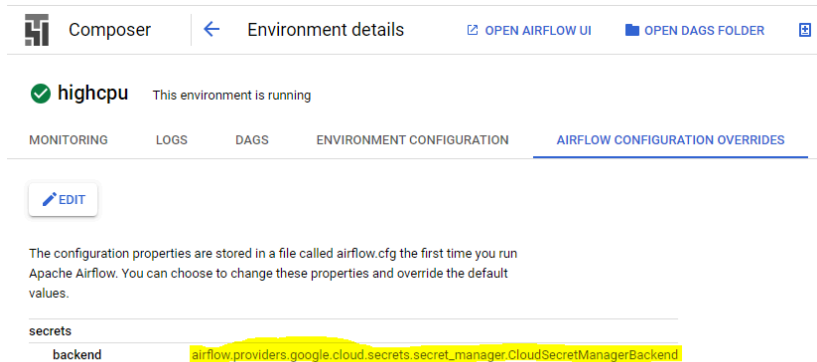 Composer Environment details OPEN AIRFLOW UI OPEN DAGS FOLDER
highcpu This environment is running
MONITORING LOGS DAGS ENVIRONMENT CONFIGURATION AIRFLOW CONFIGURATION OVERRIDES
EDIT
The configuration properties are stored in a file called airflow.cfg the first time you run
Apache Airflow. You can choose to change these properties and override the default
values.
secrets
backend airflow.providers.google.cloud.secrets.secret_manager.CloudSecretManagerBackend